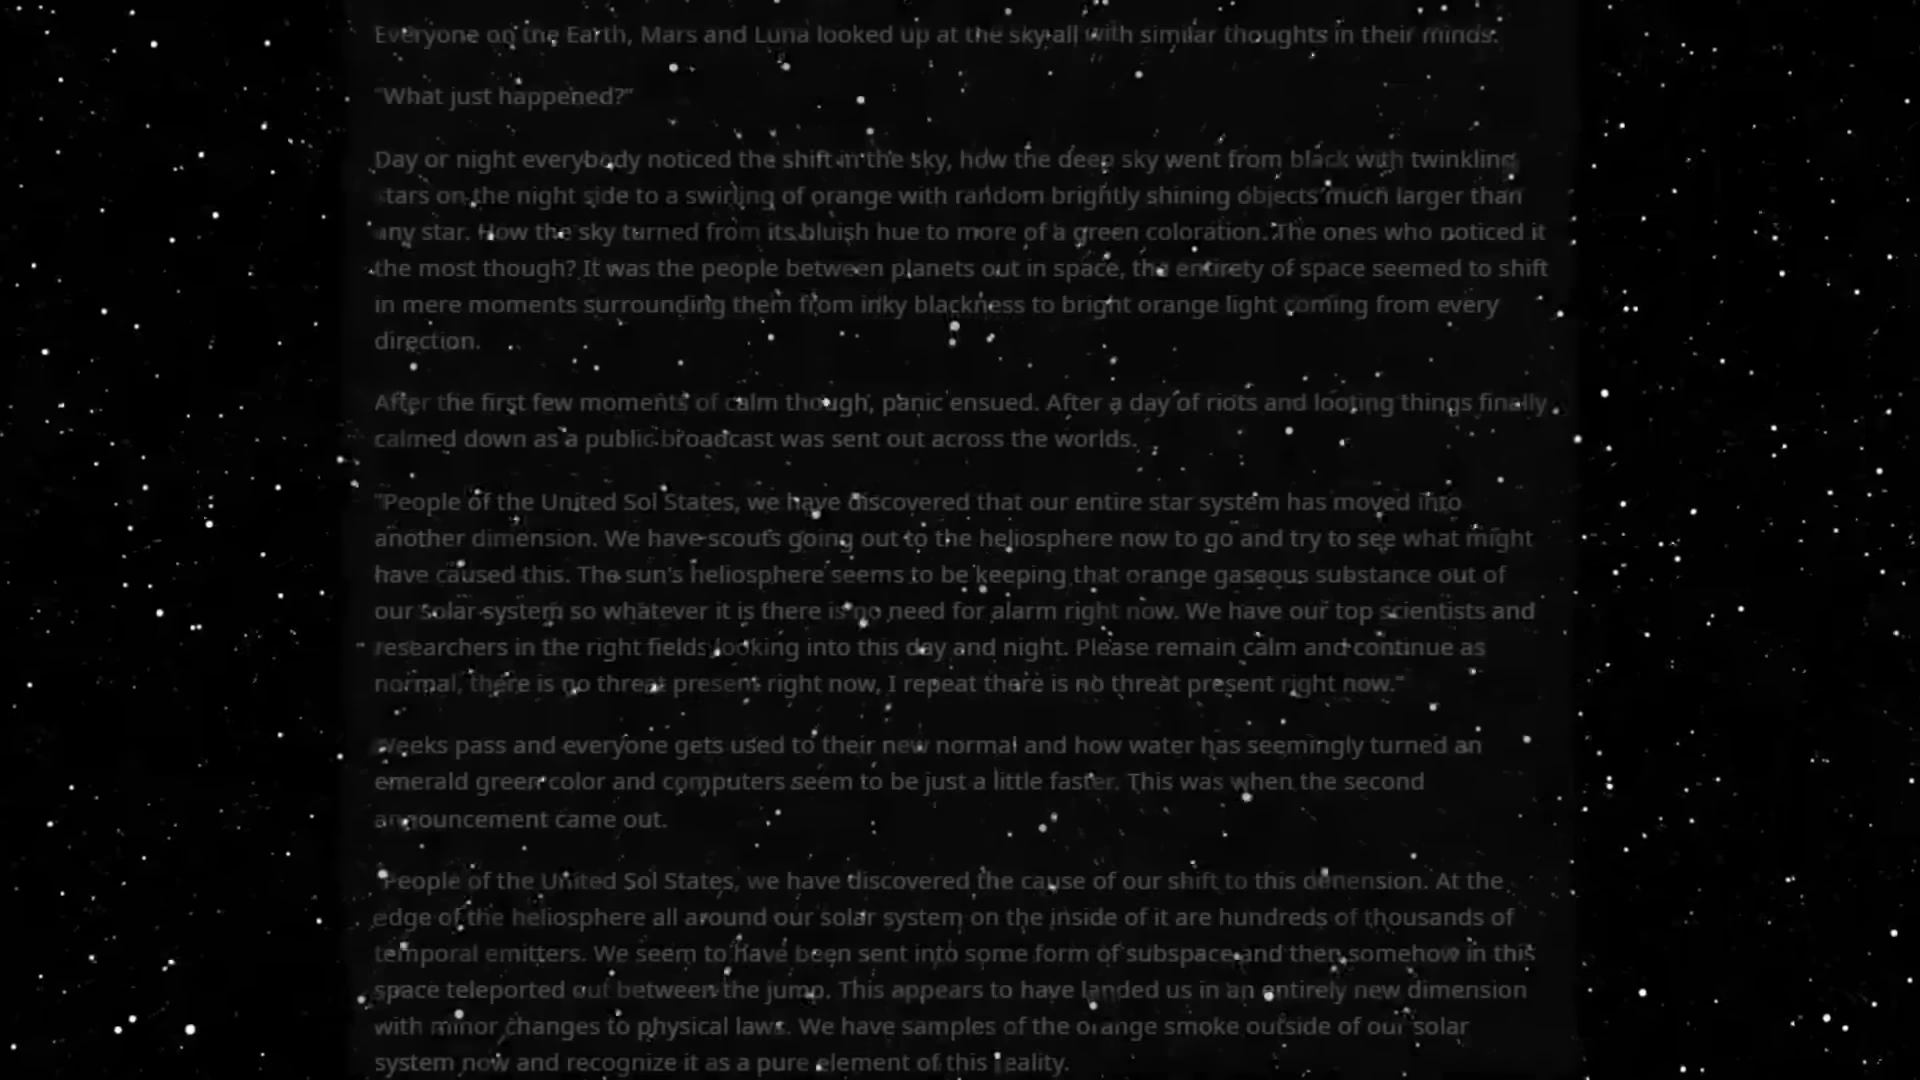 Everyone on the Earth, Mars and Luna looked up at the sky all with similar thoughts in their minds.
"What just happened?"
Day or night everybody noticed the shift in the sky, how the deep sky went from black with twinkling
stars on the night side to a swirling of orange with random brightly shining objects much larger than
any star. How the sky turned from its bluish hue to more of a green coloration. The ones who noticed it
the most though? It was the people between planets out in space, the entirety of space seemed to shift
in mere moments surrounding them from inky blackness to bright orange light coming from every
direction.
After the first few moments of calm though, panic ensued. After a day of riots and looting things finally
calmed down as a public broadcast was sent out across the worlds.
"People of the United Sol States, we have discovered that our entire star system has moved into
another dimension. We have scouts going out to the heliosphere now to go and try to see what might
have caused this. The sun's heliosphere seems to be keeping that orange gaseous substance out of
our solar system so whatever it is there is no need for alarm right now. We have our top scientists and
researchers in the right fields looking into this day and night. Please remain calm and continue as
normal, there is no threat present right now, I repeat there is no threat present right now."
Weeks pass and everyone gets used to their new normal and how water has seemingly turned an
emerald green color and computers seem to be just a little faster. This was when the second
announcement came out.
"People of the United Sol States, we have discovered the cause of our shift to this dimension. At the
edge of the heliosphere all around our solar system on the inside of it are hundreds of thousands of
temporal emitters. We seem to have been sent into some form of subspace and then somehow in this
space teleported out between the jump. This appears to have landed us in an entirely new dimension
with minor changes to physical laws. We have samples of the orange smoke outside of our solar
system now and recognize it as a pure element of this reality.